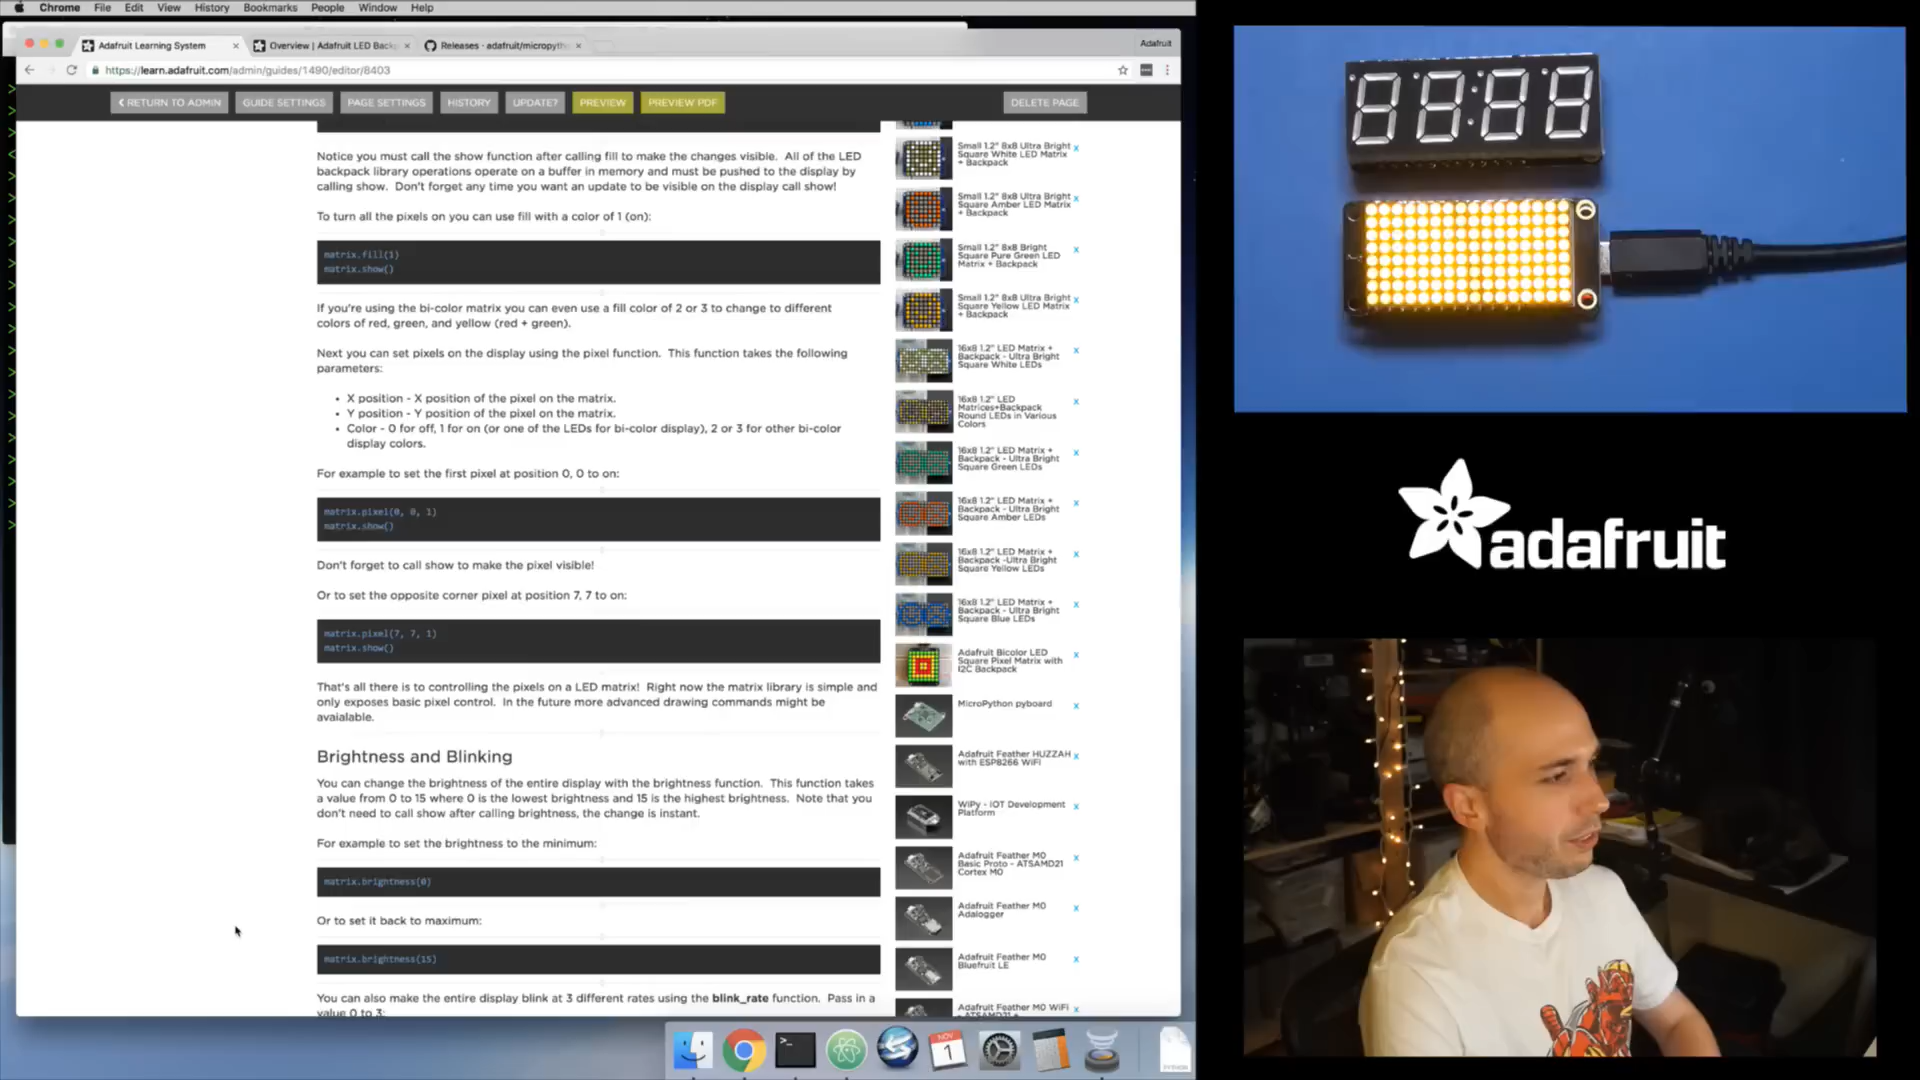 Chrome File Edit View History Bookmarks People Window Help
Adafruit Learning System
Overview | Adafruit LED Back
Releases · adafruit/micropyth
Adafruit
https://learn.adafruit.com/admin/guides/1490/editor/8403
RETURN TO ADMIN GUIDE SETTINGS PAGE SETTINGS HISTORY UPDATE? PREVIEW PREVIEW PDF DELETE PAGE
Notice you must call the show function after calling fill to make the changes visible. All of the LED
backpack library operations operate on a buffer in memory and must be pushed to the display by
calling show. Don't forget any time you want an update to be visible on the display call show!
To turn all the pixels on you can use fill with a color of 1 (on):
matrix.fill(1)
matrix.show()
If you're using the bi-color matrix you can even use a fill color of 2 or 3 to change to different
colors of red, green, and yellow (red + green).
Next you can set pixels on the display using the pixel function. This function takes the following
parameters:
• X position - X position of the pixel on the matrix.
• Y position - Y position of the pixel on the matrix.
• Color - 0 for off, 1 for on (or one of the LEDs for bi-color display), 2 or 3 for other bi-color
display colors.
For example to set the first pixel at position 0, 0 to on:
matrix.pixel(0, 0, 1)
matrix.show()
Don't forget to call show to make the pixel visible!
Or to set the opposite corner pixel at position 7, 7 to on:
matrix.pixel(7, 7, 1)
matrix.show()
That's all there is to controlling the pixels on a LED matrix! Right now the matrix library is simple and
only exposes basic pixel control. In the future more advanced drawing commands might be
avaialable.
Brightness and Blinking
You can change the brightness of the entire display with the brightness function. This function takes
a value from 0 to 15 where 0 is the lowest brightness and 15 is the highest brightness. Note that you
don't need to call show after calling brightness, the change is instant.
For example to set the brightness to the minimum:
matrix.brightness(0)
Or to set it back to maximum:
matrix.brightness(15)
You can also make the entire display blink at 3 different rates using the blink_rate function. Pass in a
value 0 to 3:
Small 1.2" 8x8 Ultra Bright
Square White LED Matrix
+ Backpack
x
Small 1.2" 8x8 Ultra Bright
Square Amber LED Matrix
+ Backpack
x
Small 1.2" 8x8 Bright
Square Pure Green LED
Matrix + Backpack
x
Small 1.2" 8x8 Ultra Bright
Square Yellow LED Matrix
+ Backpack
x
16x8 1.2" LED Matrix +
Backpack - Ultra Bright
Square White LEDs
x
16x8 1.2" LED
Matrices+Backpack
Round LEDs in Various
Colors
x
16x8 1.2" LED Matrix +
Backpack - Ultra Bright
Square Green LEDs
x
16x8 1.2" LED Matrix +
Backpack - Ultra Bright
Square Amber LEDs
x
16x8 1.2" LED Matrix +
Backpack -Ultra Bright
Square Yellow LEDs
x
16x8 1.2" LED Matrix +
Backpack - Ultra Bright
Square Blue LEDs
x
Adafruit Bicolor LED
Square Pixel Matrix with
I2C Backpack
x
MicroPython pyboard
x
Adafruit Feather HUZZAH
with ESP8266 WiFi
x
WiPy - IoT Development
Platform
x
Adafruit Feather M0
Basic Proto - ATSAMD21
Cortex M0
x
Adafruit Feather M0
Adalogger
x
Adafruit Feather M0
Bluefruit LE
x
Adafruit Feather M0 WiFi
- ATSAMD21 +
x
NOV
1
PYTHON
adafruit